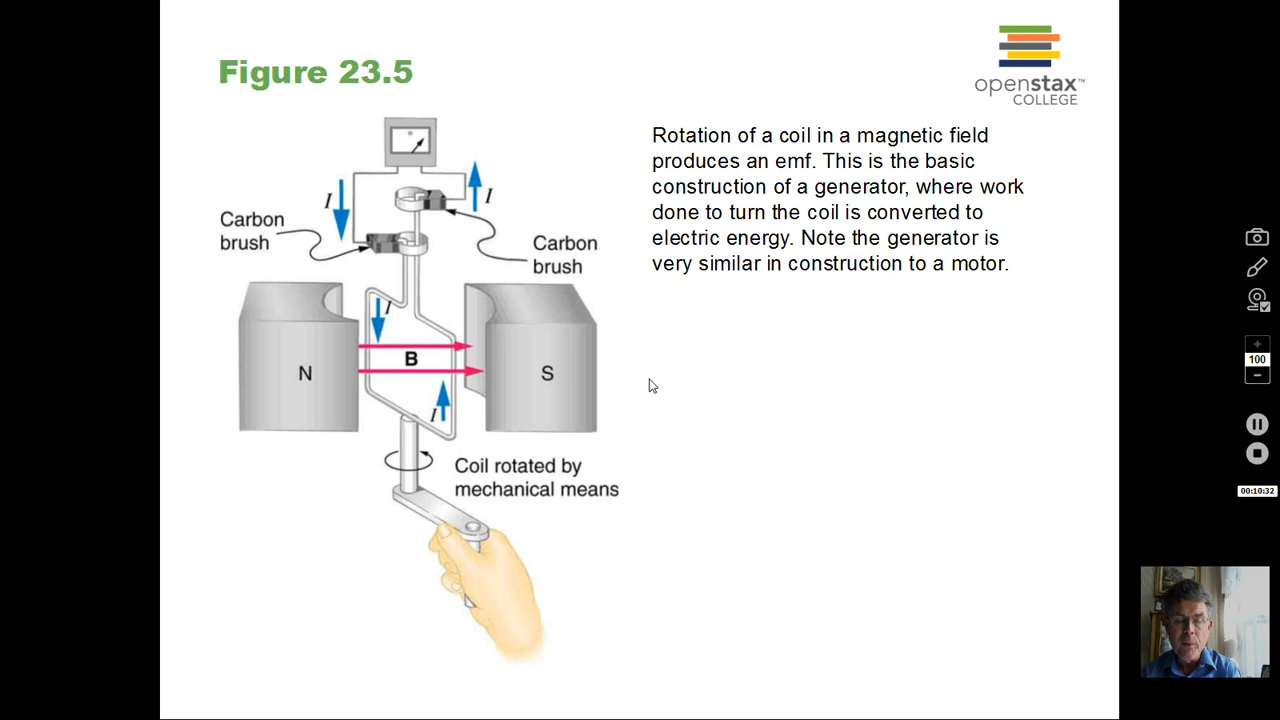 Figure 23.5
openstax™
COLLEGE
Rotation of a coil in a magnetic field
produces an emf. This is the basic
construction of a generator, where work
done to turn the coil is converted to
electric energy. Note the generator is
very similar in construction to a motor.
I
I
Carbon
brush
Carbon
brush
I
B
N
S
I
Coil rotated by
mechanical means
100
00:10:32